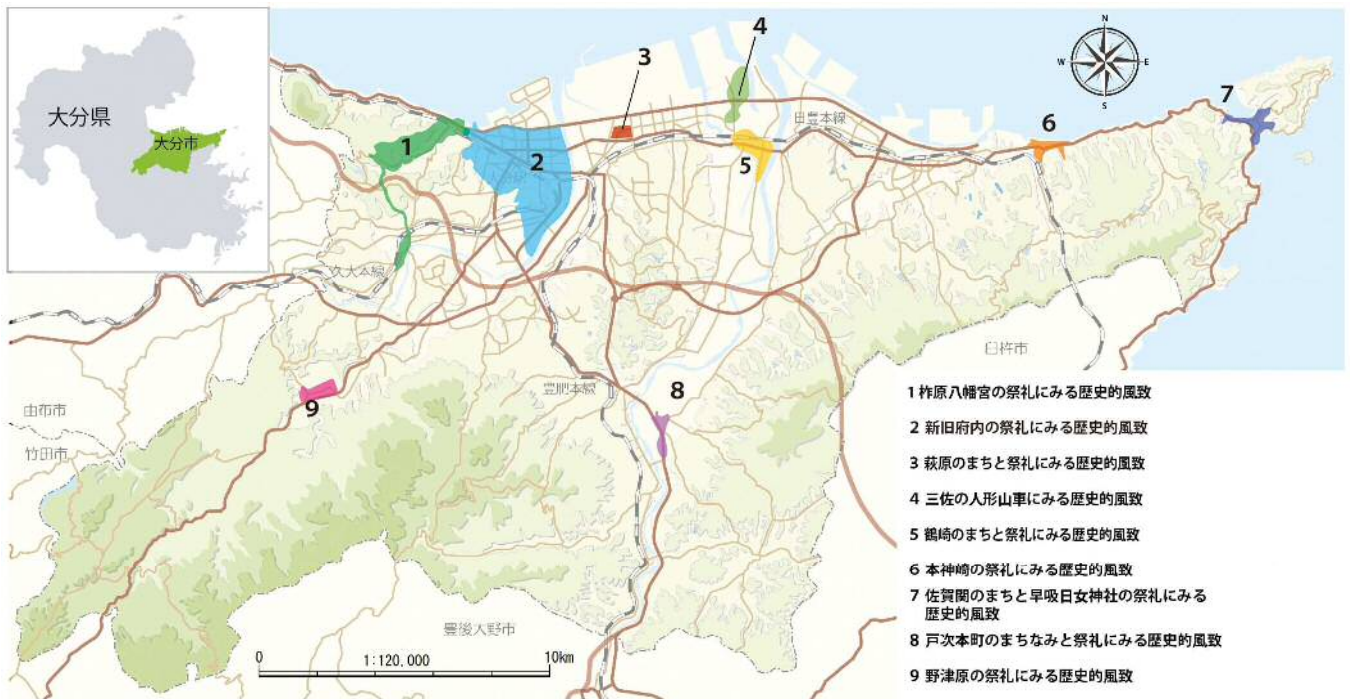 大分県
大分市
N
W
E
S
1
2
3
4
5
6
7
8
9
日豊本線
久大本線
豊肥本線
由布市
竹田市
臼杵市
豊後大野市
0
1:120,000
10km
1 柞原八幡宮の祭礼にみる歴史的風致
2 新旧府内の祭礼にみる歴史的風致
3 萩原のまちと祭礼にみる歴史的風致
4 三佐の人形山車にみる歴史的風致
5 鶴崎のまちと祭礼にみる歴史的風致
6 本神崎の祭礼にみる歴史的風致
7 佐賀関のまちと早吸日女神社の祭礼にみる
歴史的風致
8 戸次本町のまちなみと祭礼にみる歴史的風致
9 野津原の祭礼にみる歴史的風致